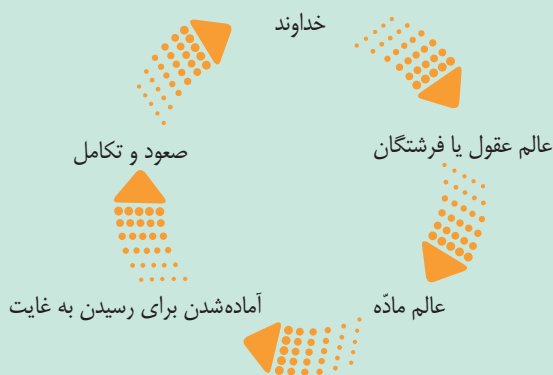 خداوند
عالم عقول یا فرشتگان
عالم مادّه
آماده‌شدن برای رسیدن به غایت
صعود و تکامل